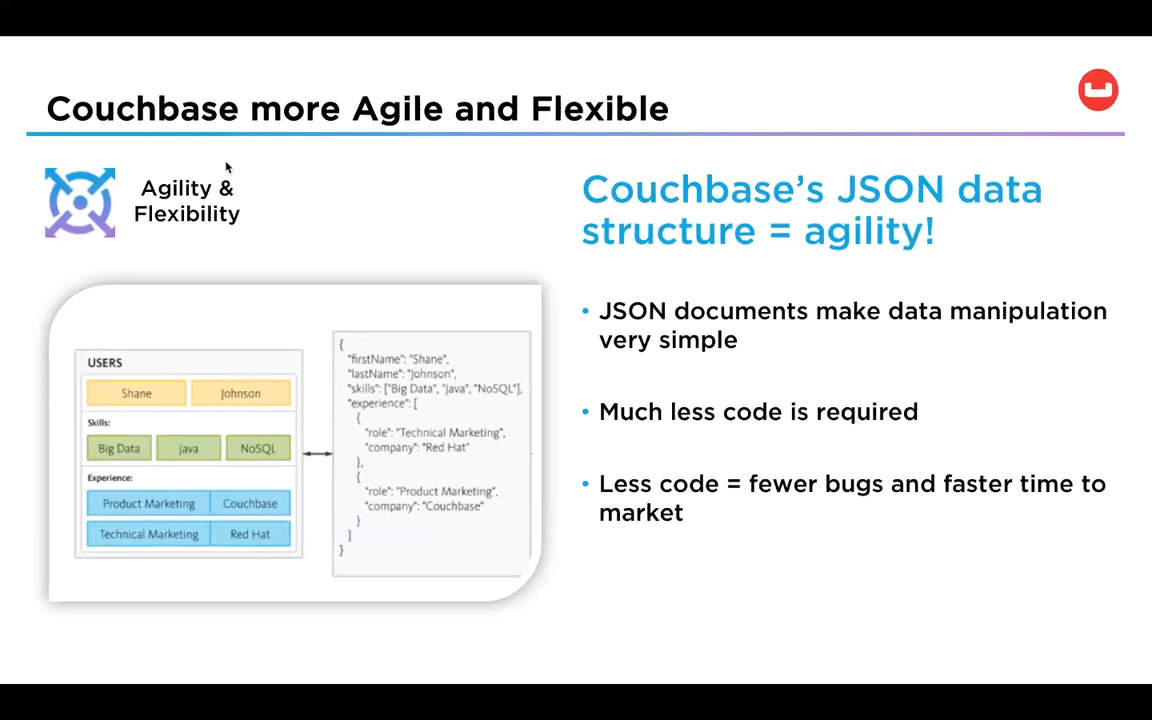 Couchbase more Agile and Flexible
Agility &
Flexibility
USERS
Shane
Johnson
Skills:
Big Data
Java
NoSQL
Experience:
Product Marketing
Couchbase
Technical Marketing
Red Hat
{
"firstName": "Shane",
"lastName": "Johnson",
"skills": ["Big Data", "Java", "NoSQL"],
"experience": [
{
"role": "Technical Marketing",
"company": "Red Hat"
},
{
"role": "Product Marketing",
"company": "Couchbase"
}
]
}
Couchbase’s JSON data
structure = agility!
• JSON documents make data manipulation
very simple
• Much less code is required
• Less code = fewer bugs and faster time to
market